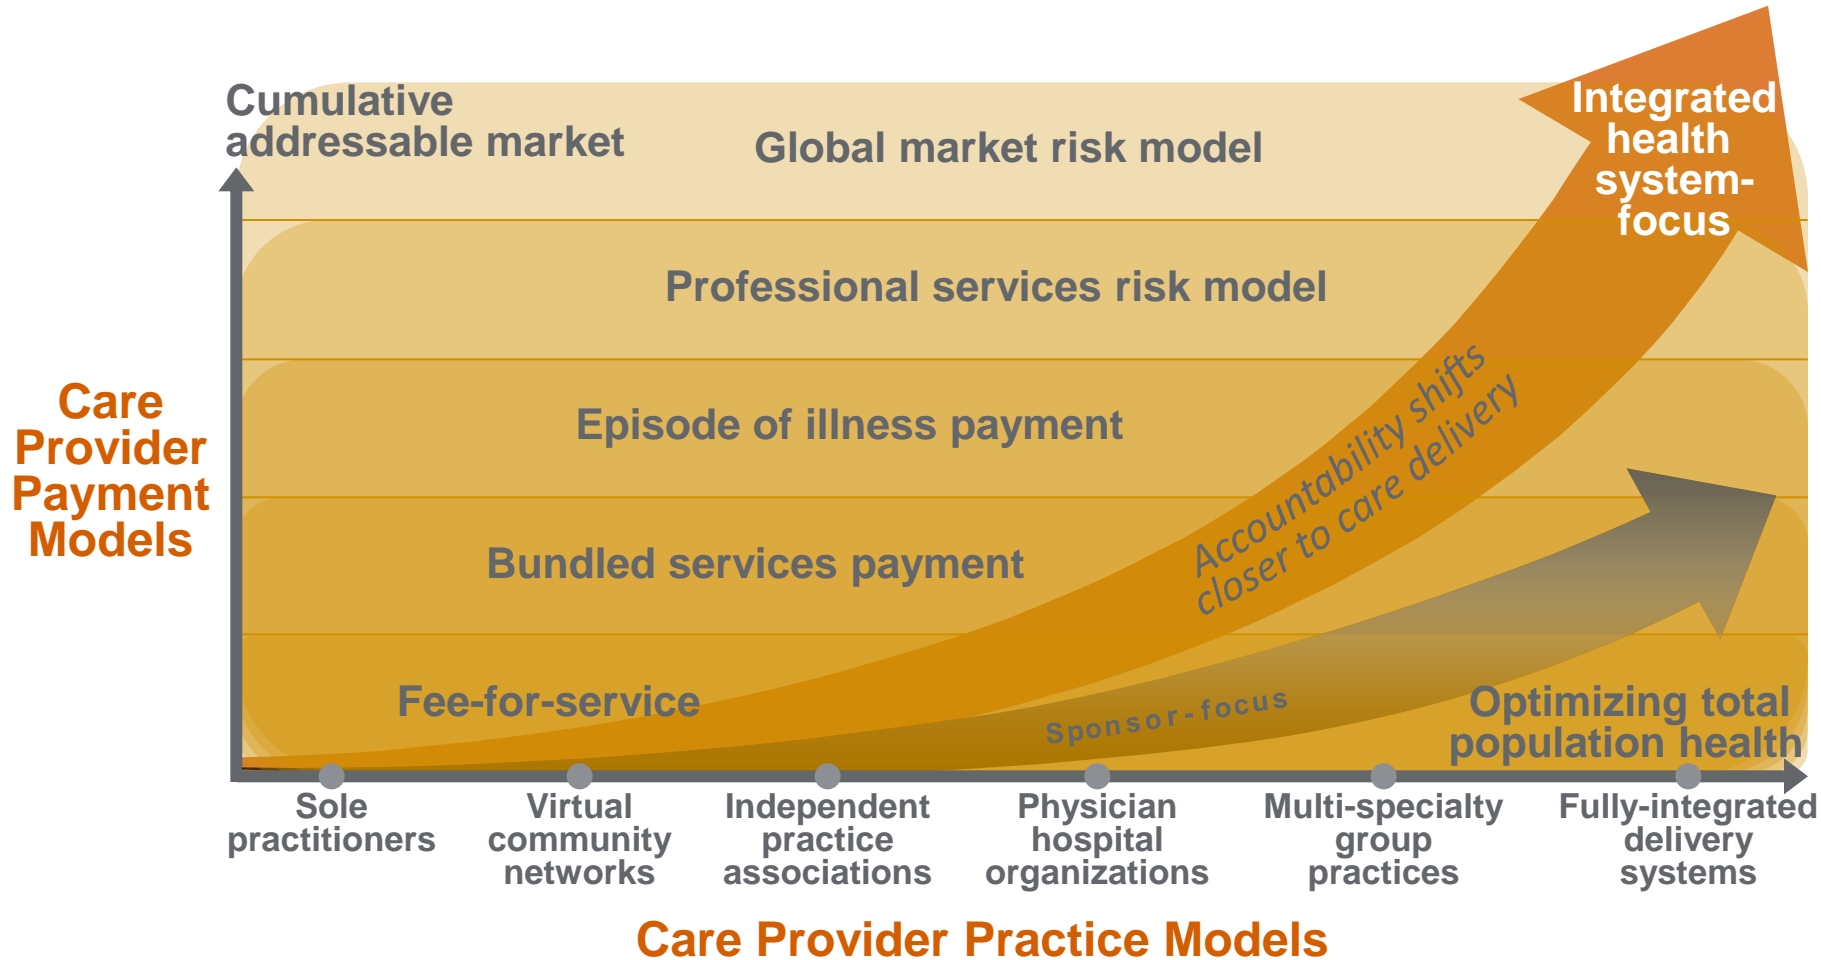 Cumulative
addressable market
Global market risk model
Integrated
health
system-
focus
Professional services risk model
Care
Provider
Payment
Models
Episode of illness payment
Accountability shifts
closer to care delivery
Bundled services payment
Fee-for-service
Sponsor-focus
Optimizing total
population health
Sole
practitioners
Virtual
community
networks
Independent
practice
associations
Physician
hospital
organizations
Multi-specialty
group
practices
Fully-integrated
delivery
systems
Care Provider Practice Models